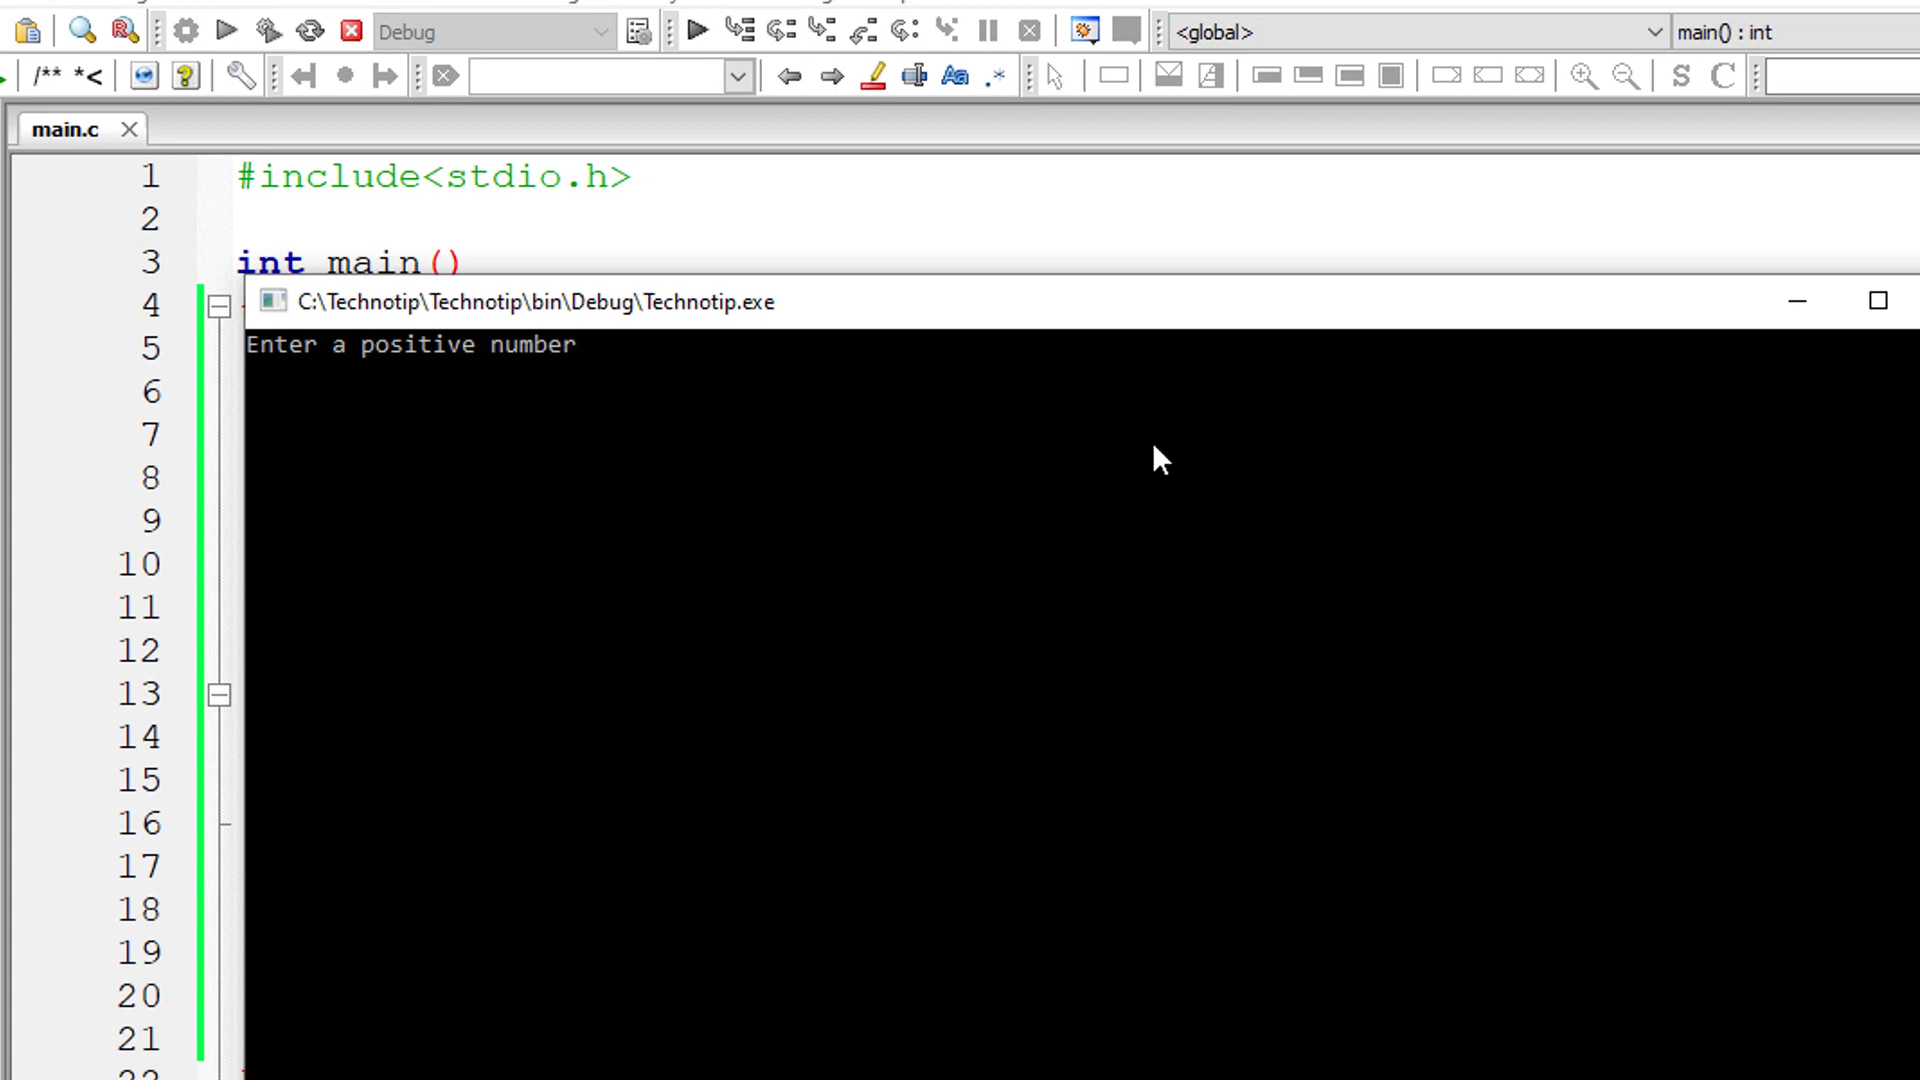 Debug
<global>
main() : int
/** *<
Aa
.*
S
C
main.c
1 #include<stdio.h>
2
3 int main()
4
5
6
7
8
9
10
11
12
13
14
15
16
17
18
19
20
21
C:\Technotip\Technotip\bin\Debug\Technotip.exe
Enter a positive number